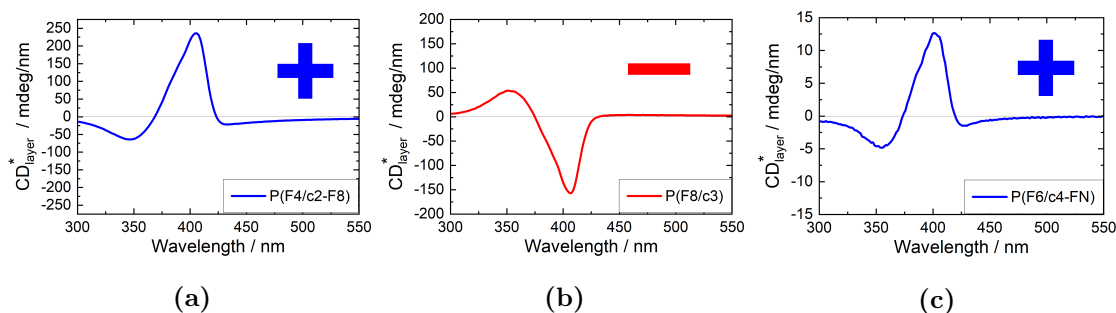 250
200
150
100
50
0
-50
-100
-150
-200
-250
CD*layer / mdeg/nm
P(F4/c2-F8)
300 350 400 450 500 550
Wavelength / nm
(a)
200
150
100
50
0
-50
-100
-150
-200
CD*layer / mdeg/nm
P(F8/c3)
300 350 400 450 500 550
Wavelength / nm
(b)
15
10
5
0
-5
-10
-15
CD*layer / mdeg/nm
P(F6/c4-FN)
300 350 400 450 500 550
Wavelength / nm
(c)